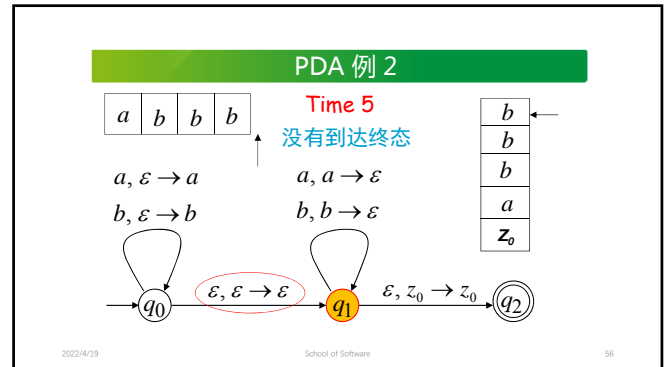 PDA 例 2
a b b b
Time 5
没有到达终态
b
b
b
a
z₀
a, ε → a
b, ε → b
a, a → ε
b, b → ε
ε, ε → ε
ε, z₀ → z₀
q₀
q₁
q₂
2022/4/19
School of Software
56